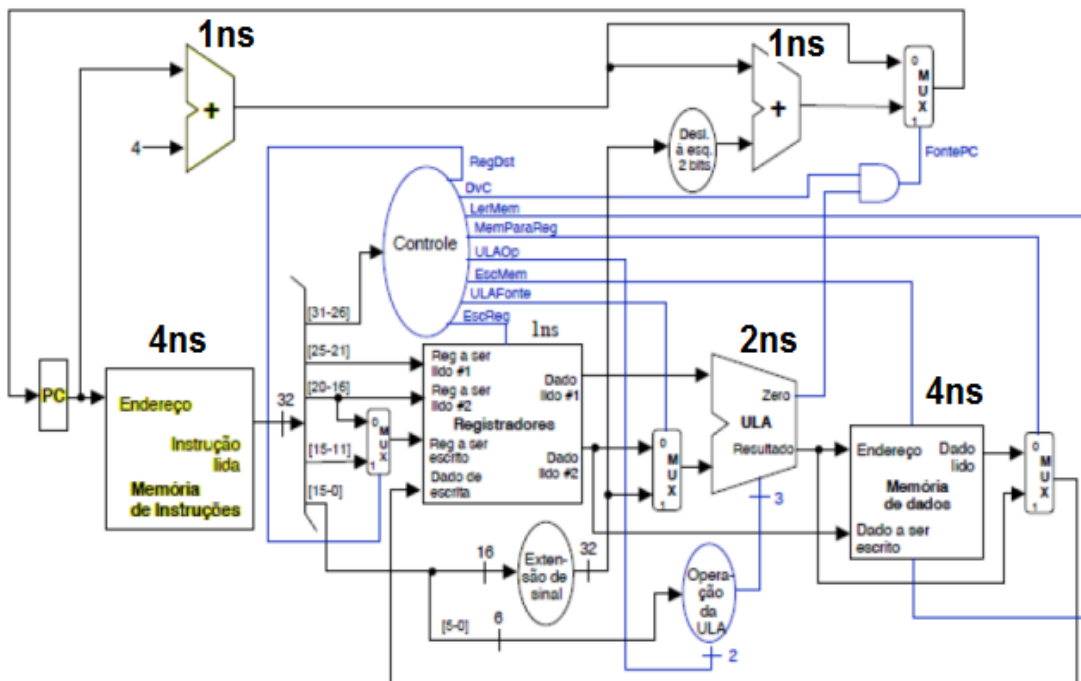 1ns
1ns
+
+
4
0
M
U
X
1
Desl.
à esq.
2 bits
FontePC
RegDst
DvC
LerMem
MemParaReg
ULAOp
EscMem
ULAFonte
EscReg
Controle
[31-26]
[25-21]
[20-16]
[15-11]
[15-0]
4ns
PC
Endereço
Instrução
lida
Memória
de Instruções
32
0
M
U
X
1
1ns
Reg a ser
lido #1
Reg a ser
lido #2
Registradores
Reg a ser
escrito
Dado de
escrita
Dado
lido #1
Dado
lido #2
0
M
U
X
1
2ns
Zero
ULA
Resultado
3
4ns
Endereço
Dado
lido
Memória
de dados
Dado a ser
escrito
0
M
U
X
1
16
Exten-
são de
sinal
32
[5-0]
6
Opera-
ção da
ULA
2